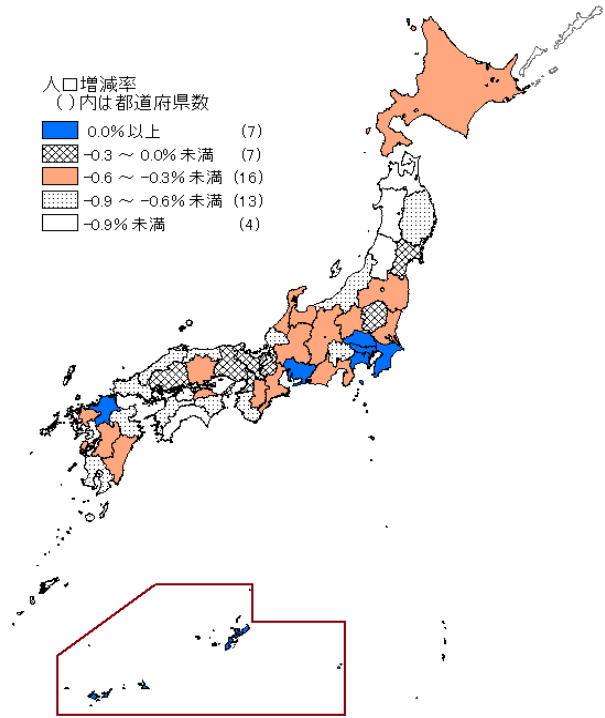 人口増減率
( )内は都道府県数
0.0%以上 (7)
-0.3 ~ 0.0%未満 (7)
-0.6 ~ -0.3%未満 (16)
-0.9 ~ -0.6%未満 (13)
-0.9%未満 (4)